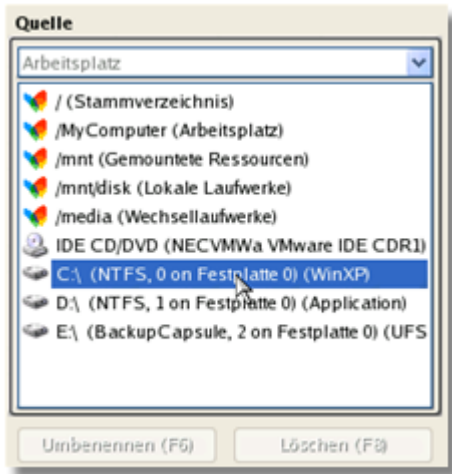 Quelle
Arbeitsplatz
/ (Stammverzeichnis)
/MyComputer (Arbeitsplatz)
/mnt (Gemountete Ressourcen)
/mnt/disk (Lokale Laufwerke)
/media (Wechsellaufwerke)
IDE CD/DVD (NECVMWa VMware IDE CDR1)
C:\ (NTFS, 0 on Festplatte 0) (WinXP)
D:\ (NTFS, 1 on Festplatte 0) (Application)
E:\ (BackupCapsule, 2 on Festplatte 0) (UFS
Umbenennen (F6) Löschen (F8)